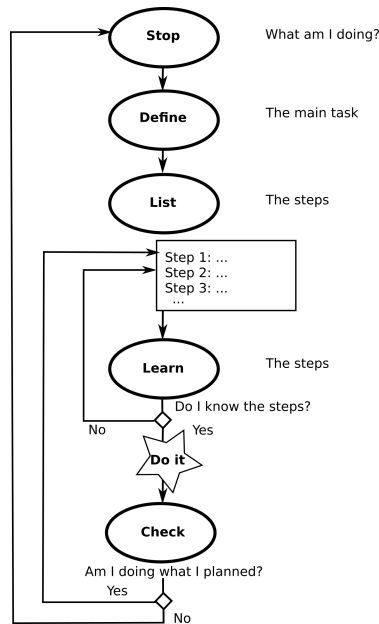 Stop
What am I doing?
Define
The main task
List
The steps
Step 1: ...
Step 2: ...
Step 3: ...
...
Learn
The steps
Do I know the steps?
No
Yes
Do it
Check
Am I doing what I planned?
Yes
No